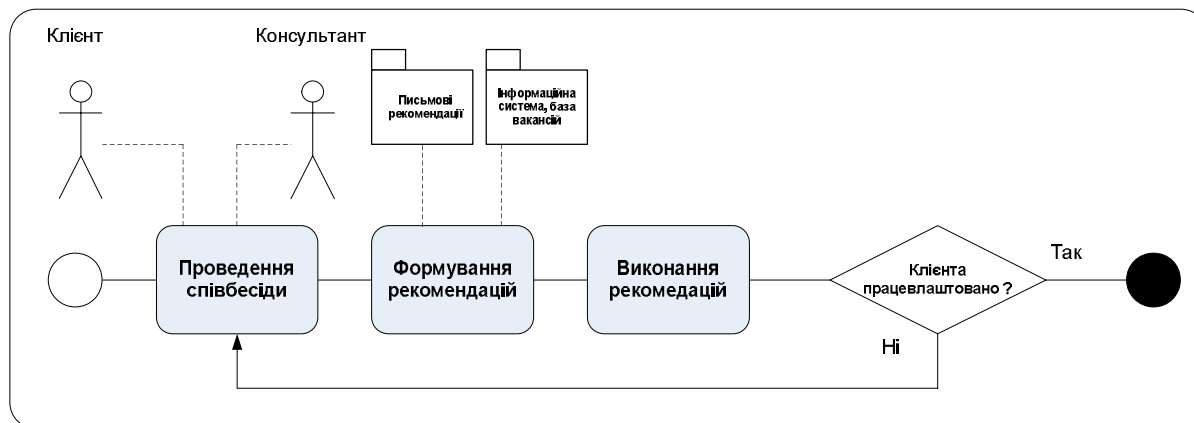 Клієнт
Консультант
Письмові
рекомендації
Інформаційна
система, база
вакансій
Проведення
співбесіди
Формування
рекомендацій
Виконання
рекомедацій
Клієнта
працевлаштовано ?
Так
Ні